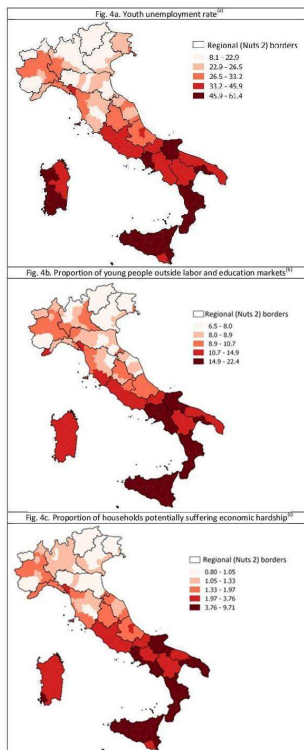 Fig. 4a. Youth unemployment rate(a)
Regional (Nuts 2) borders
8.1 - 22.9
22.9 - 26.5
26.5 - 33.2
33.2 - 45.9
45.9 - 61.4
Fig. 4b. Proportion of young people outside labor and education markets(b)
Regional (Nuts 2) borders
6.5 - 8.0
8.0 - 8.9
8.9 - 10.7
10.7 - 14.9
14.9 - 22.4
Fig. 4c. Proportion of households potentially suffering economic hardship(c)
Regional (Nuts 2) borders
0.80 - 1.05
1.05 - 1.33
1.33 - 1.97
1.97 - 3.76
3.76 - 9.71